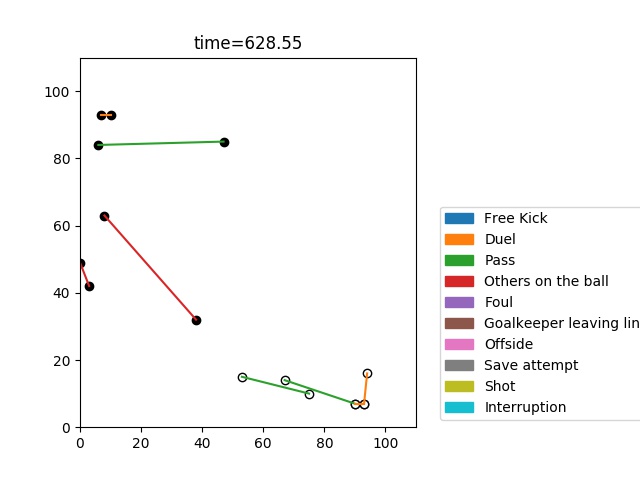 time=628.55
100
80
60
40
20
0
0 20 40 60 80 100
Free Kick
Duel
Pass
Others on the ball
Foul
Goalkeeper leaving lin
Offside
Save attempt
Shot
Interruption